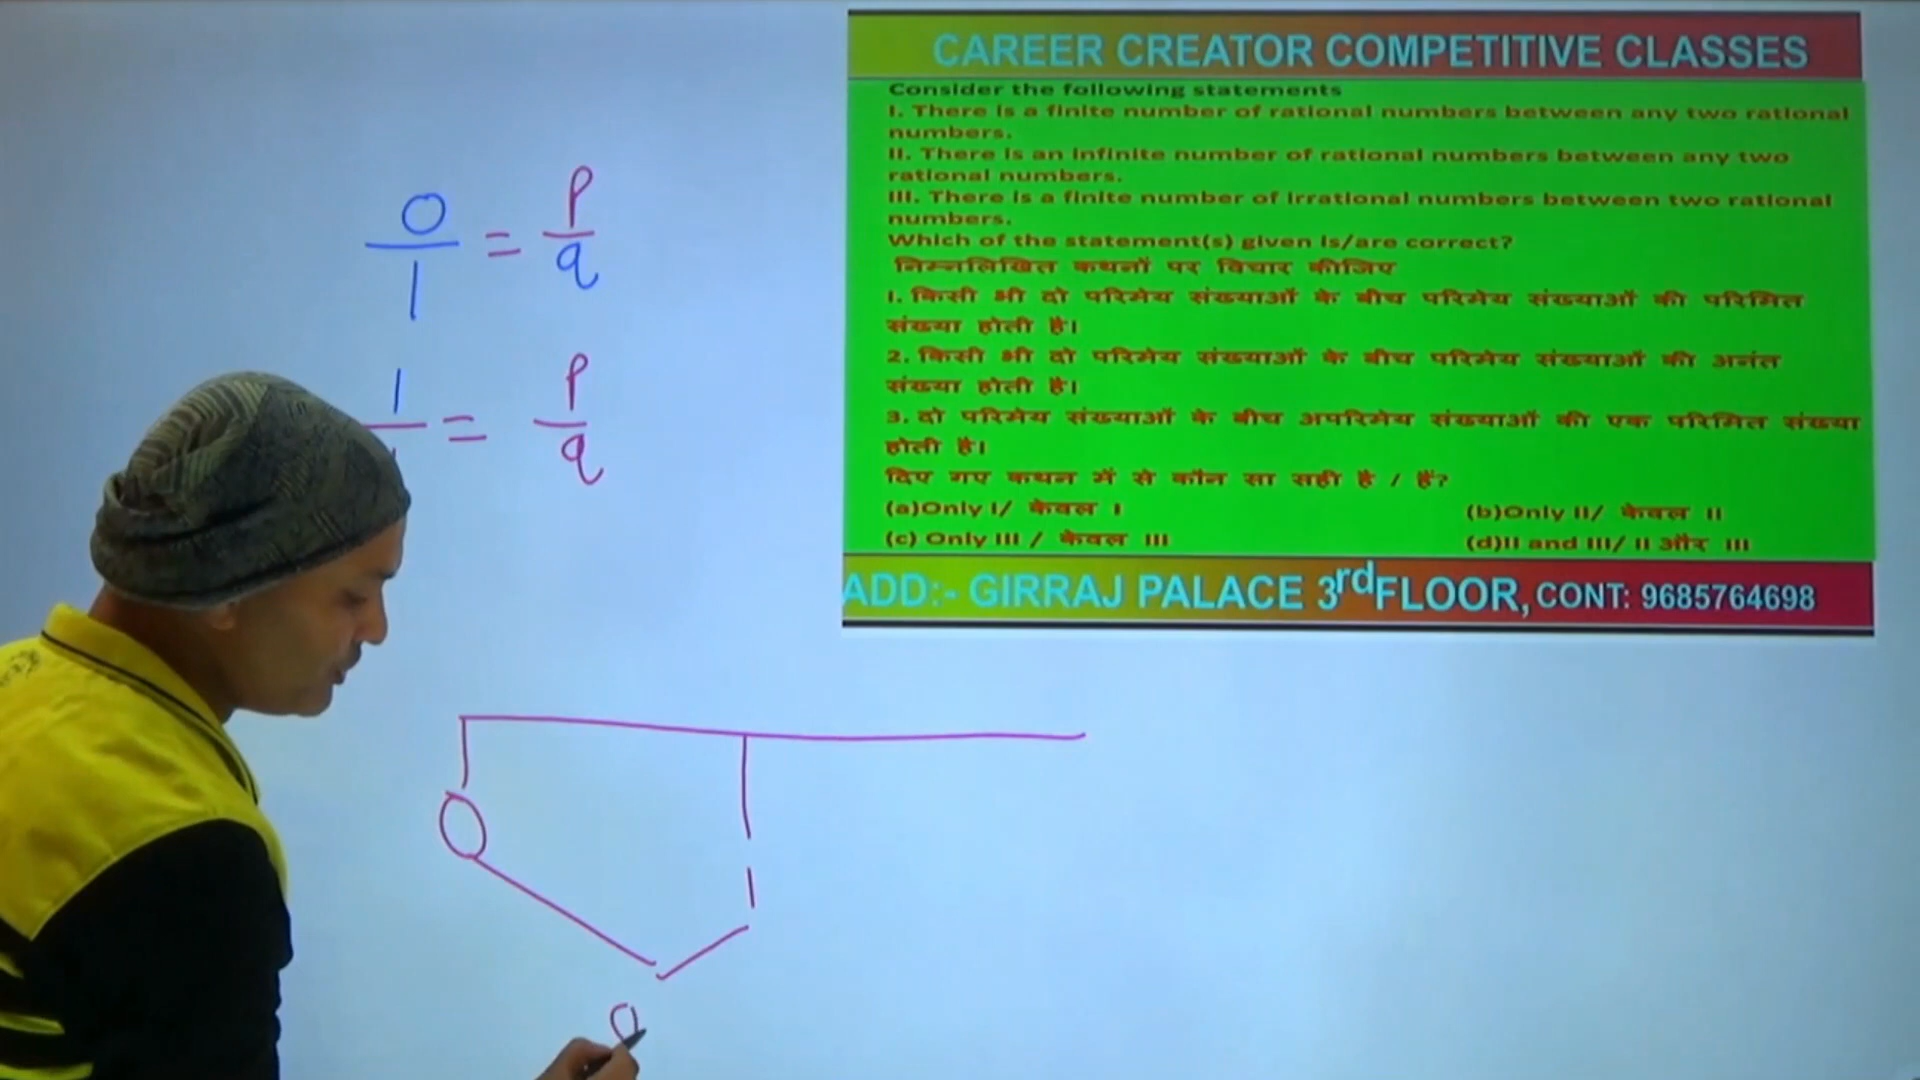 CAREER CREATOR COMPETITIVE CLASSES
Consider the following statements
I. There is a finite number of rational numbers between any two rational
numbers.
II. There is an infinite number of rational numbers between any two
rational numbers.
III. There is a finite number of irrational numbers between two rational
numbers.
Which of the statement(s) given is/are correct?
निम्नलिखित कथनों पर विचार कीजिए
1. किसी भी दो परिमेय संख्याओं के बीच परिमेय संख्याओं की परिमित
संख्या होती है।
2. किसी भी दो परिमेय संख्याओं के बीच परिमेय संख्याओं की अनंत
संख्या होती है।
3. दो परिमेय संख्याओं के बीच अपरिमेय संख्याओं की एक परिमित संख्या
होती है।
दिए गए कथन में से कौन सा सही है / हैं?
(a)Only I/ केवल I (b)Only II/ केवल II
(c) Only III / केवल III (d)II and III/ II और III
ADD:- GIRRAJ PALACE 3rd FLOOR, CONT: 9685764698
0/1 = p/q
1/1 = p/q
0 1
0